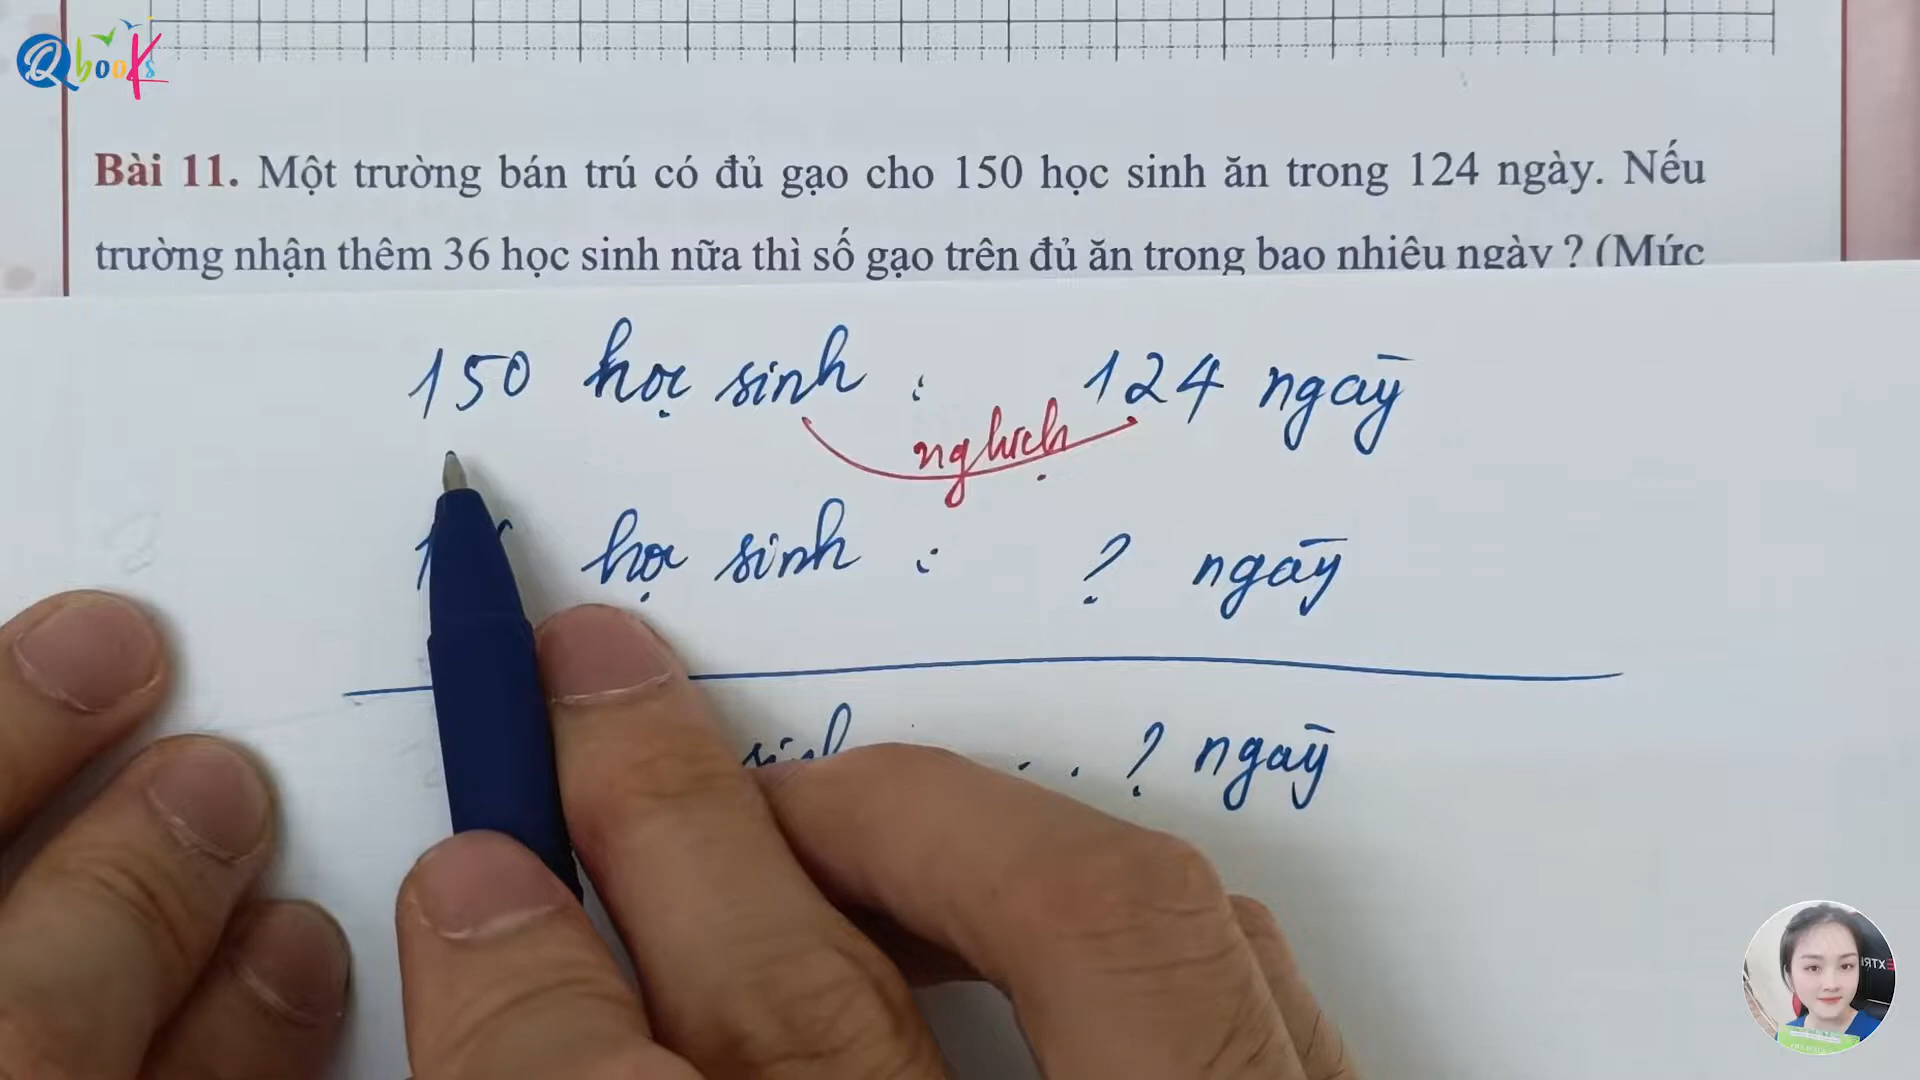 Qbooks
Bài 11. Một trường bán trú có đủ gạo cho 150 học sinh ăn trong 124 ngày. Nếu
trường nhận thêm 36 học sinh nữa thì số gạo trên đủ ăn trong bao nhiêu ngày ? (Mức
150 học sinh : 124 ngày
nghịch
học sinh : ? ngày
sinh ? ngày